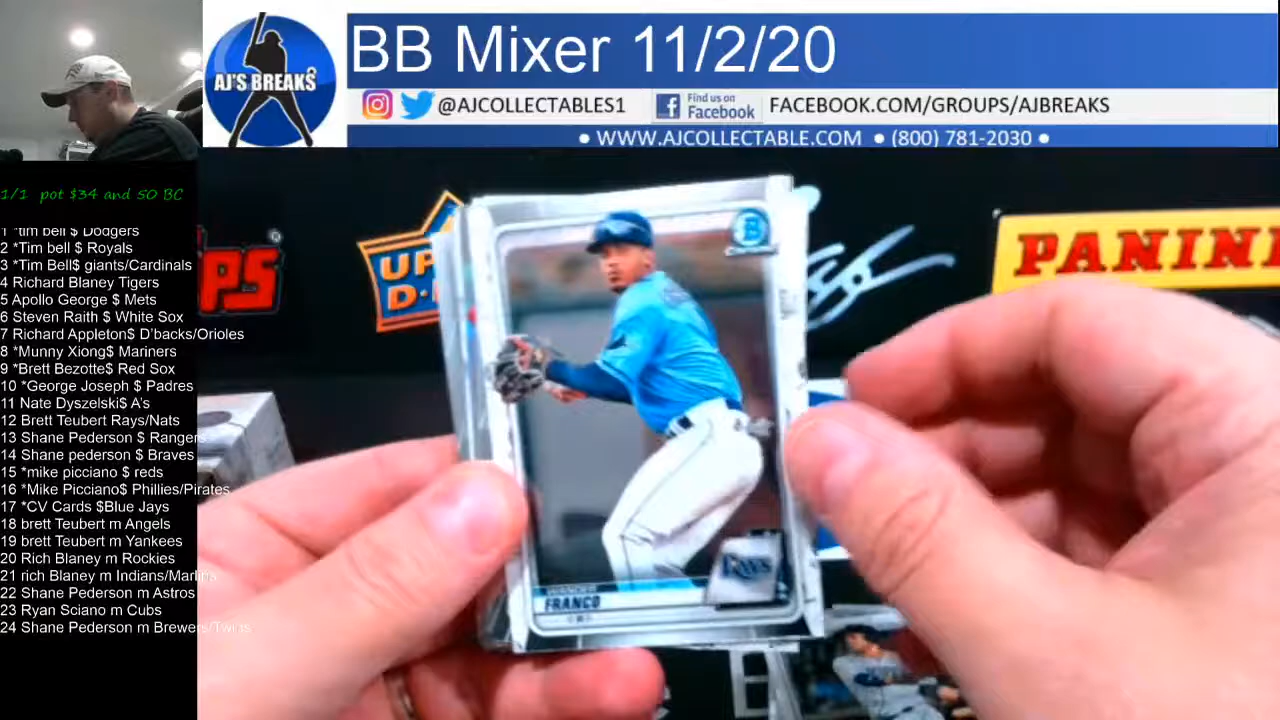 BB Mixer 11/2/20
AJ'S BREAKS
@AJCOLLECTABLES1
Find us on
Facebook
FACEBOOK.COM/GROUPS/AJBREAKS
● WWW.AJCOLLECTABLE.COM ● (800) 781-2030 ●
1/1 pot $34 and SO BC
1 *tim bell $ Dodgers
2 *Tim bell $ Royals
3 *Tim Bell$ giants/Cardinals
4 Richard Blaney Tigers
5 Apollo George $ Mets
6 Steven Raith $ White Sox
7 Richard Appleton$ D'backs/Orioles
8 *Munny Xiong$ Mariners
9 *Brett Bezotte$ Red Sox
10 *George Joseph $ Padres
11 Nate Dyszelski$ A's
12 Brett Teubert Rays/Nats
13 Shane Pederson $ Rangers
14 Shane pederson $ Braves
15 *mike picciano $ reds
16 *Mike Picciano$ Phillies/Pirates
17 *CV Cards $Blue Jays
18 brett Teubert m Angels
19 brett Teubert m Yankees
20 Rich Blaney m Rockies
21 rich Blaney m Indians/Marlins
22 Shane Pederson m Astros
23 Ryan Sciano m Cubs
24 Shane Pederson m Brewers/Twins
PPS
UP
D
PANINI
B
RAYS
WANDER
FRANCO